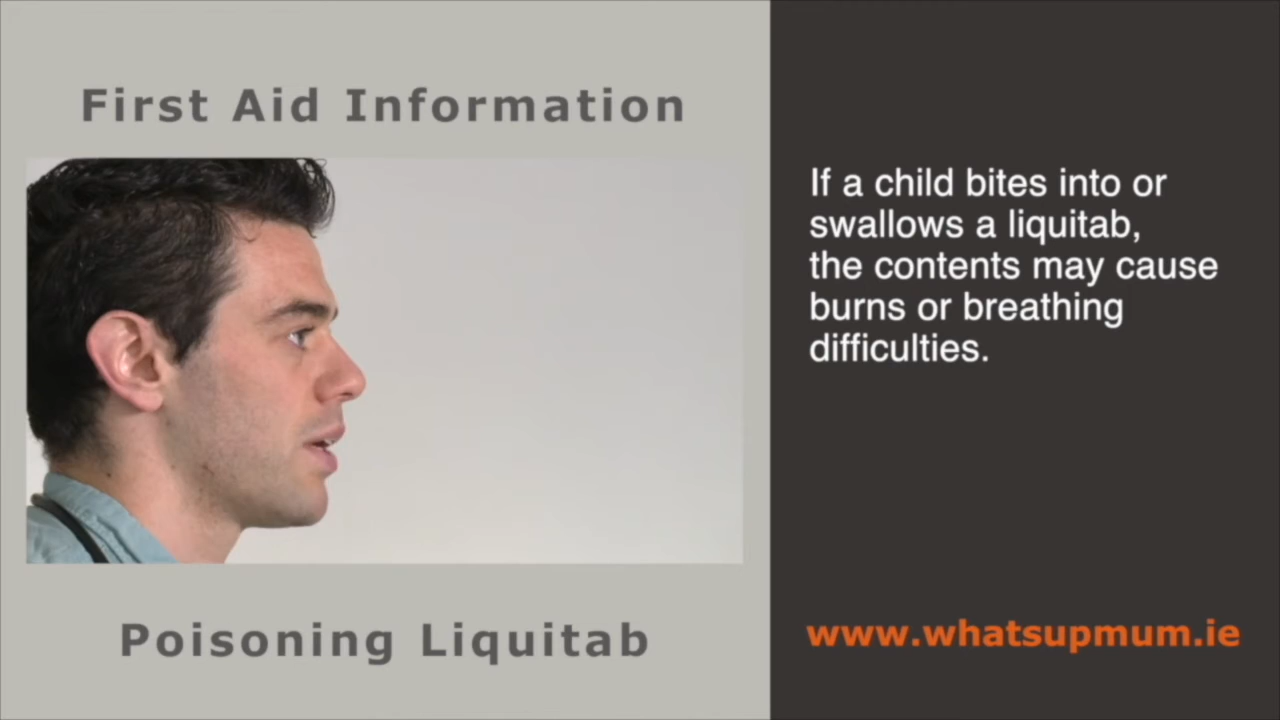 First Aid Information
If a child bites into or
swallows a liquitab,
the contents may cause
burns or breathing
difficulties.
Poisoning Liquitab
www.whatsupmum.ie